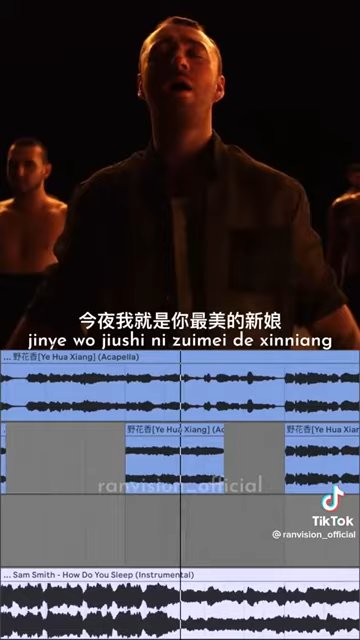 今夜我就是你最美的新娘
jinye wo jiushi ni zuimei de xinniang
... 野花香[Ye Hua Xiang] (Acapella)
野花香[Ye Hua Xiang] (Ac
野花香[Ye Hua Xian
ranvision_official
TikTok
@ranvision_official
... Sam Smith - How Do You Sleep (Instrumental)